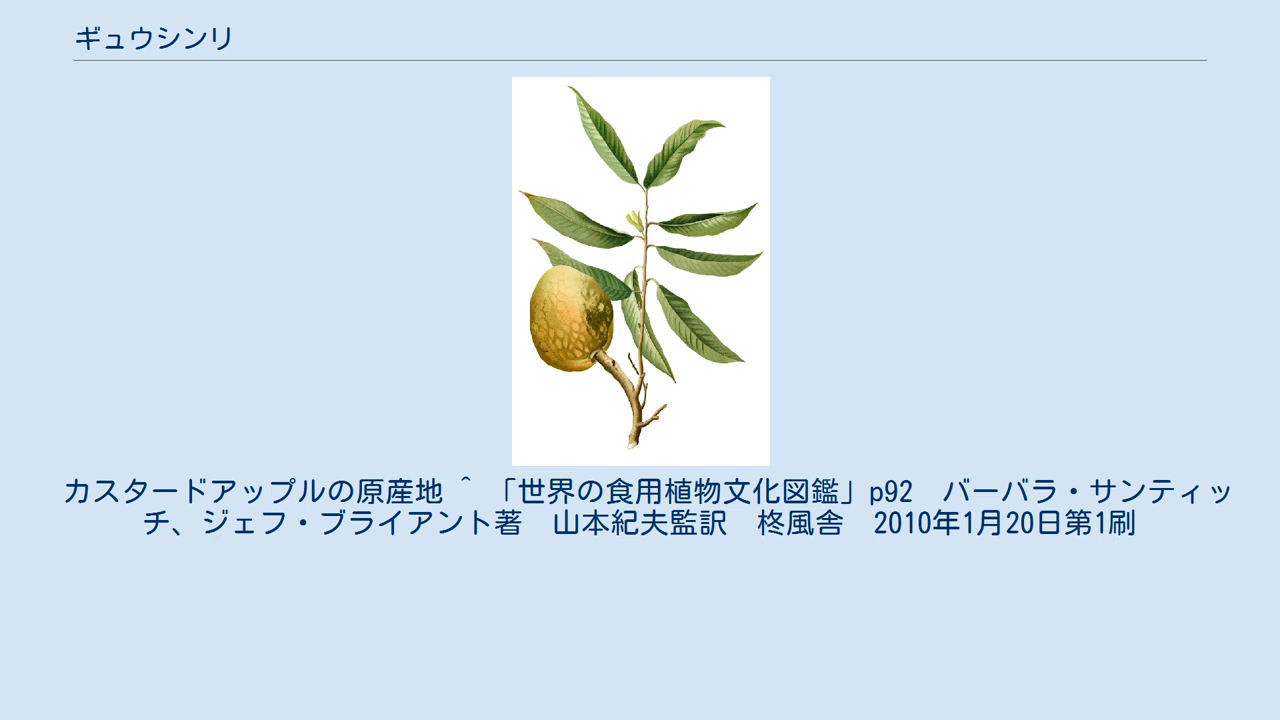 ギュウシンリ
カスタードアップルの原産地 ^ 「世界の食用植物文化図鑑」p92　バーバラ・サンティッ
チ、ジェフ・ブライアント著　山本紀夫監訳　柊風舎　2010年1月20日第1刷